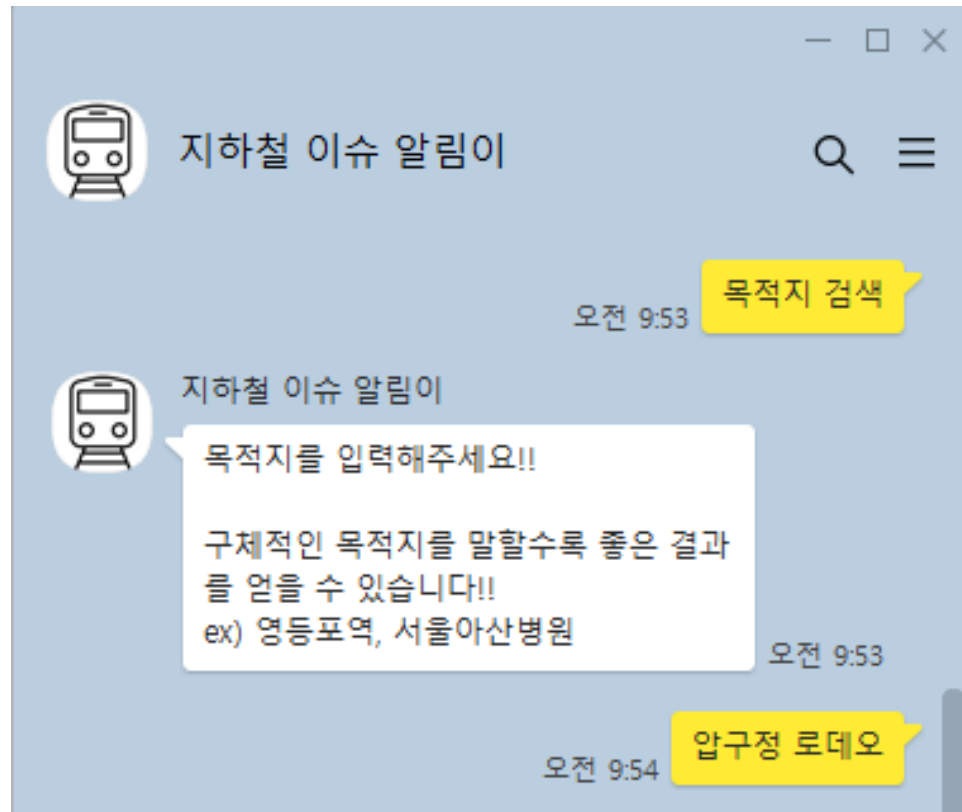 지하철 이슈 알림이
목적지 검색
오전 9:53
지하철 이슈 알림이
목적지를 입력해주세요!!
구체적인 목적지를 말할수록 좋은 결과
를 얻을 수 있습니다!!
ex) 영등포역, 서울아산병원
오전 9:53
압구정 로데오
오전 9:54